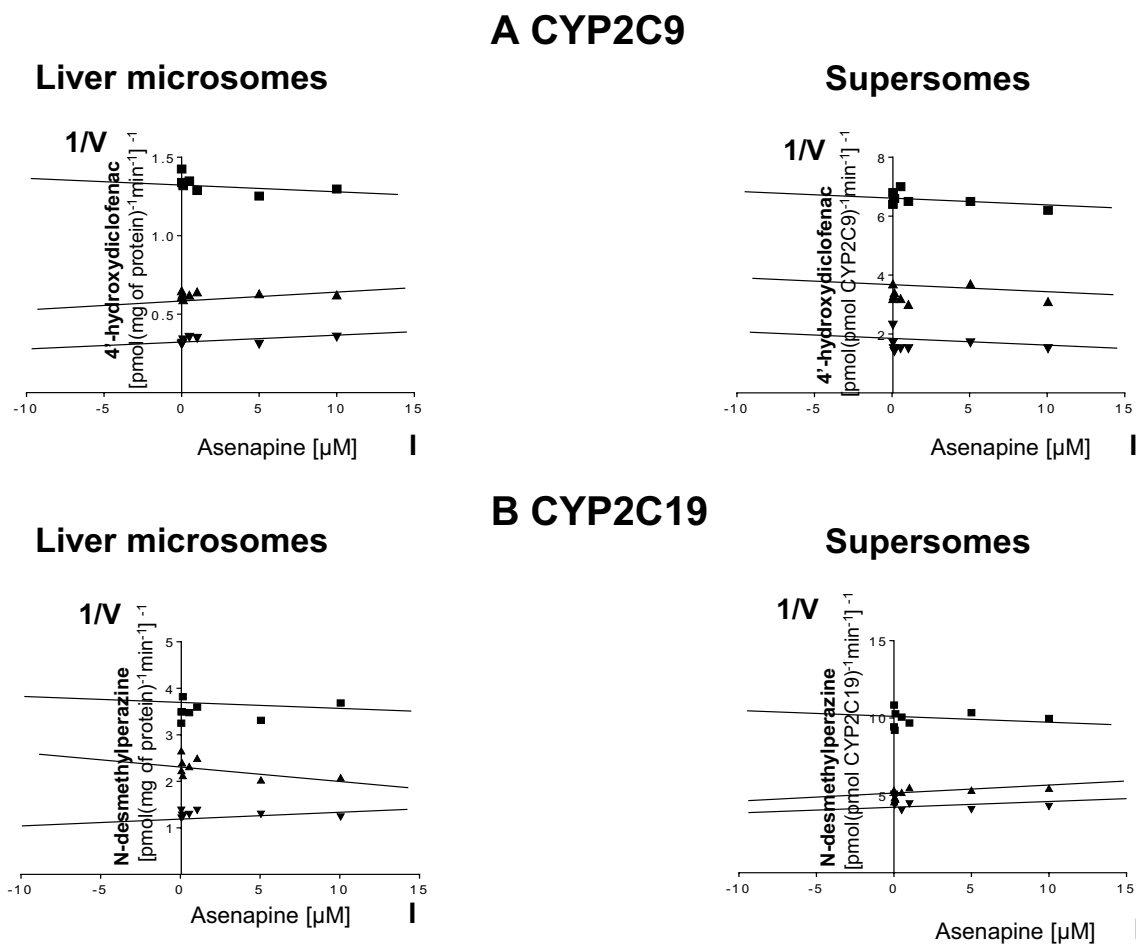 A CYP2C9
Liver microsomes
Supersomes
1/V
4’-hydroxydiclofenac
[pmol(mg of protein)-1min-1] -1
1.5
1.0
0.5
-10 -5 0 5 10 15
Asenapine [µM] I
1/V
4’-hydroxydiclofenac
[pmol(pmol CYP2C9)-1min-1] -1
8
6
4
2
-10 -5 0 5 10 15
Asenapine [µM] I
B CYP2C19
Liver microsomes
Supersomes
1/V
N-desmethylperazine
[pmol(mg of protein)-1min-1] -1
5
4
3
2
1
-10 -5 0 5 10 15
Asenapine [µM] I
1/V
N-desmethylperazine
[pmol(pmol CYP2C19)-1min-1] -1
15
10
5
-10 -5 0 5 10 15
Asenapine [µM] I